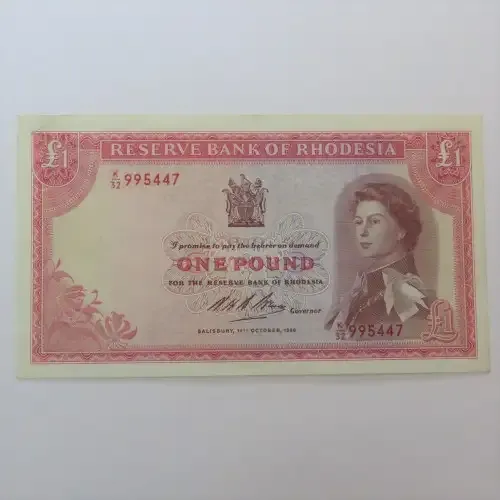 £1 RESERVE BANK OF RHODESIA £1
K/32 995447
I promise to pay the bearer on demand
ONE POUND
FOR THE RESERVE BANK OF RHODESIA
Governor
SALISBURY, 14TH OCTOBER, 1968
K/32 995447
£1